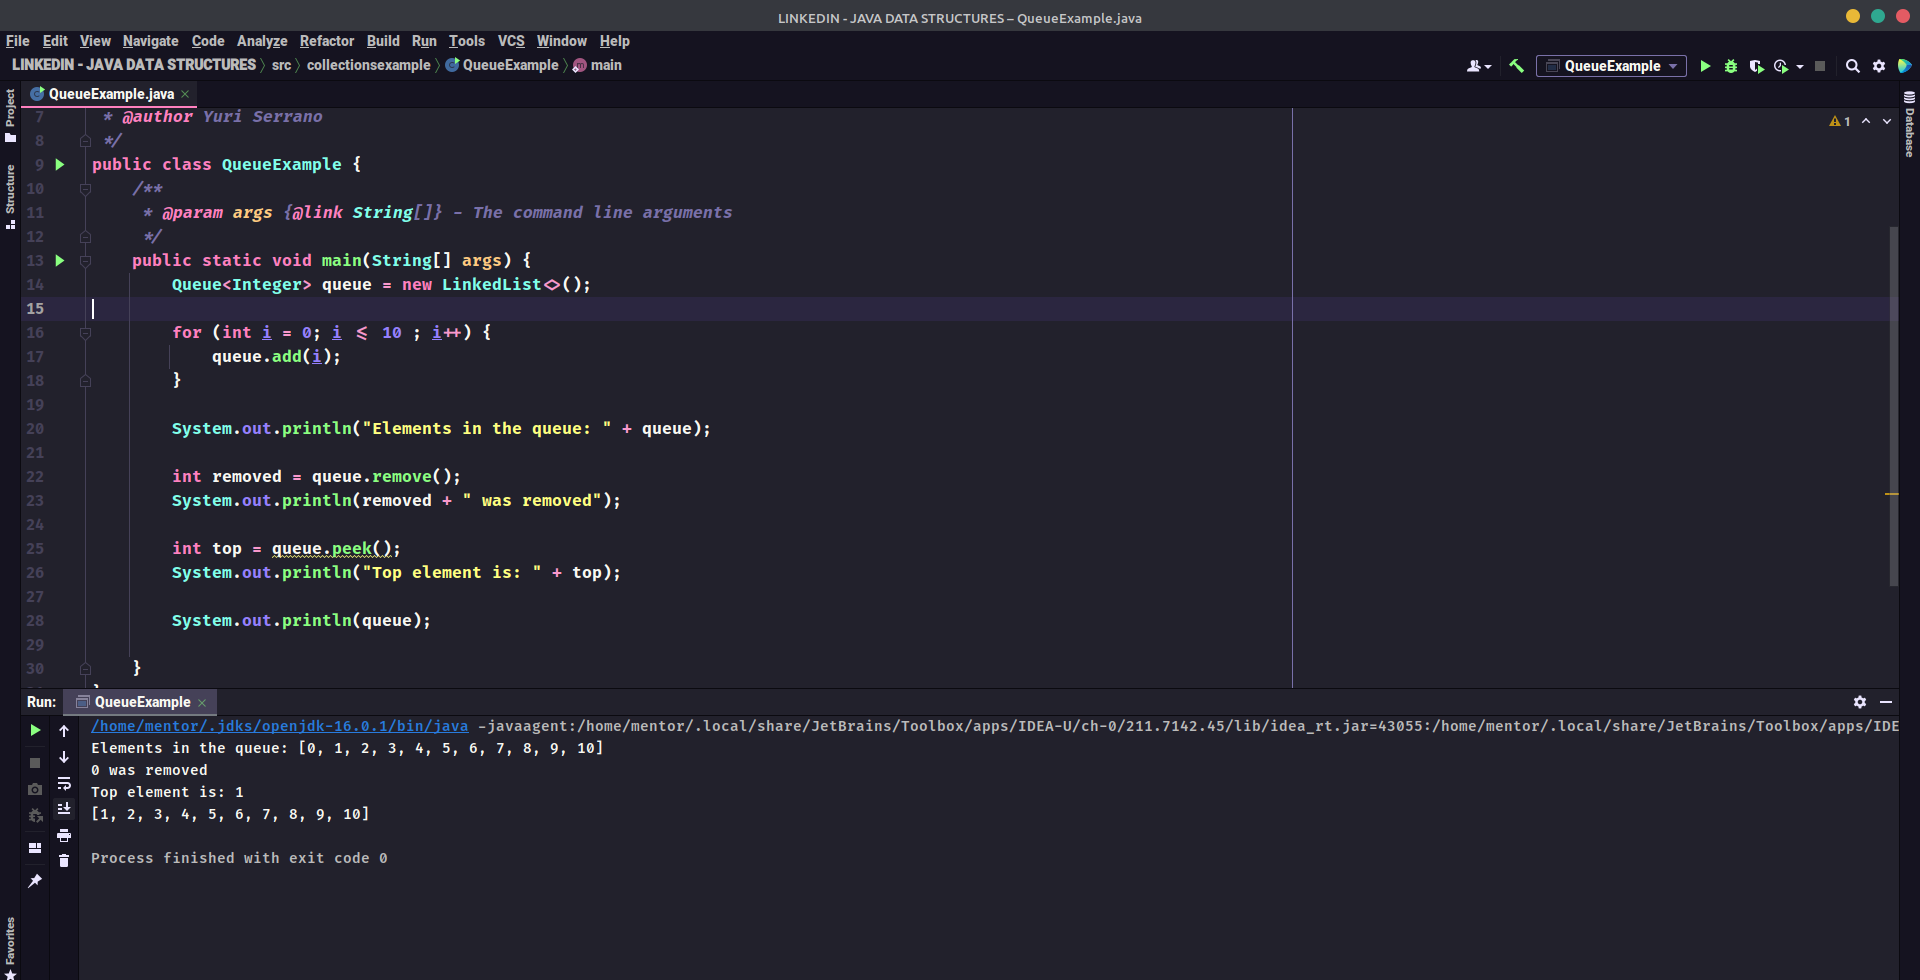 LINKEDIN - JAVA DATA STRUCTURES – QueueExample.java
File Edit View Navigate Code Analyze Refactor Build Run Tools VCS Window Help
LINKEDIN - JAVA DATA STRUCTURES src collectionsexample QueueExample main
QueueExample
Project
Structure
Favorites
Database
QueueExample.java
1
7 * @author Yuri Serrano
8 */
9 public class QueueExample {
10 /**
11 * @param args {@link String[]} - The command line arguments
12 */
13 public static void main(String[] args) {
14 Queue<Integer> queue = new LinkedList<>();
15
16 for (int i = 0; i <= 10 ; i++) {
17 queue.add(i);
18 }
19
20 System.out.println("Elements in the queue: " + queue);
21
22 int removed = queue.remove();
23 System.out.println(removed + " was removed");
24
25 int top = queue.peek();
26 System.out.println("Top element is: " + top);
27
28 System.out.println(queue);
29
30 }
Run: QueueExample
/home/mentor/.jdks/openjdk-16.0.1/bin/java -javaagent:/home/mentor/.local/share/JetBrains/Toolbox/apps/IDEA-U/ch-0/211.7142.45/lib/idea_rt.jar=43055:/home/mentor/.local/share/JetBrains/Toolbox/apps/IDE
Elements in the queue: [0, 1, 2, 3, 4, 5, 6, 7, 8, 9, 10]
0 was removed
Top element is: 1
[1, 2, 3, 4, 5, 6, 7, 8, 9, 10]
Process finished with exit code 0